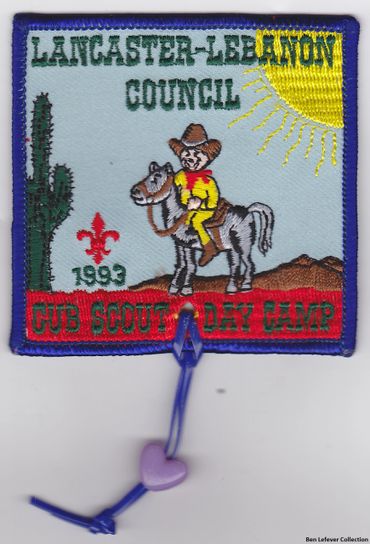 LANCASTER-LEBANON
COUNCIL
1993
CUB SCOUT DAY CAMP
Ben Lefever Collection